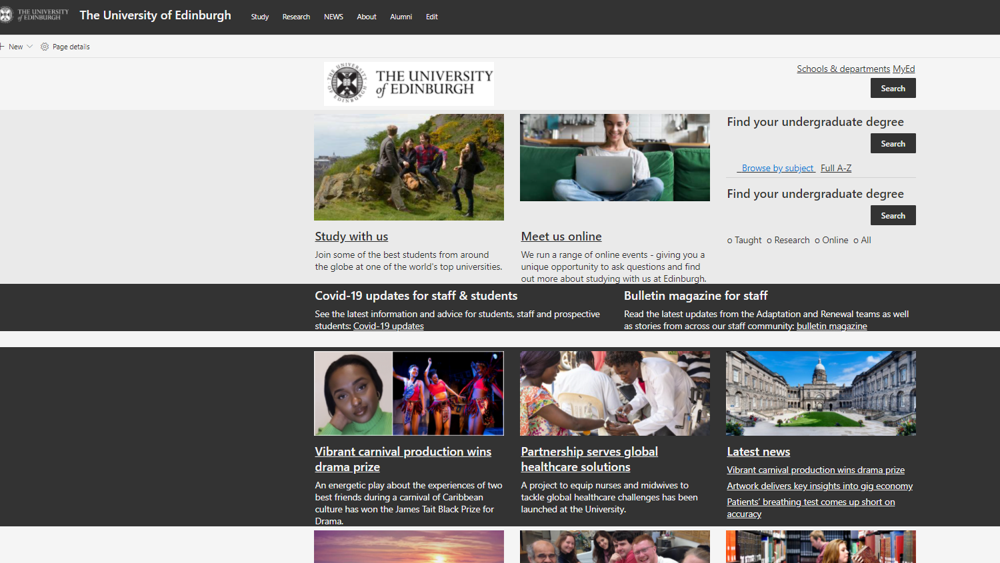 THE UNIVERSITY
of EDINBURGH
The University of Edinburgh
Study
Research
NEWS
About
Alumni
Edit
New
Page details
THE UNIVERSITY
of EDINBURGH
Schools & departments MyEd
Search
Find your undergraduate degree
Search
Browse by subject Full A-Z
Find your undergraduate degree
Search
o Taught o Research o Online o All
Study with us
Join some of the best students from around
the globe at one of the world's top universities.
Meet us online
We run a range of online events - giving you a
unique opportunity to ask questions and find
out more about studying with us at Edinburgh.
Covid-19 updates for staff & students
See the latest information and advice for students, staff and prospective
students: Covid-19 updates
Bulletin magazine for staff
Read the latest updates from the Adaptation and Renewal teams as well
as stories from across our staff community: bulletin magazine
Vibrant carnival production wins
drama prize
An energetic play about the experiences of two
best friends during a carnival of Caribbean
culture has won the James Tait Black Prize for
Drama.
Partnership serves global
healthcare solutions
A project to equip nurses and midwives to
tackle global healthcare challenges has been
launched at the University.
Latest news
Vibrant carnival production wins drama prize
Artwork delivers key insights into gig economy
Patients' breathing test comes up short on
accuracy